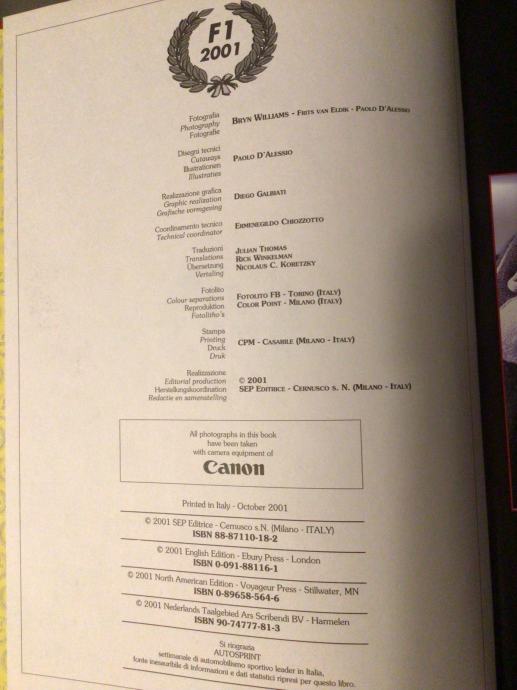 F1
2001
Fotografia
Photography
Fotografie
BRYN WILLIAMS - FRITS VAN ELDIK - PAOLO D'ALESSIO
Disegni tecnici
Cutaways
Illustrationen
Illustraties
PAOLO D'ALESSIO
Realizzazione grafica
Graphic realization
Grafische vormgeving
DIEGO GALBIATI
Coordinamento tecnico
Technical coordinator
ERMENEGILDO CHIOZZOTTO
Traduzioni
Translations
Übersetzung
Vertaling
JULIAN THOMAS
RICK WINKELMAN
NICOLAUS C. KORETZKY
Fotolito
Colour separations
Reproduktion
Fotolitho's
FOTOLITO FB - TORINO (ITALY)
COLOR POINT - MILANO (ITALY)
Stampa
Printing
Druck
Druk
CPM - CASARILE (MILANO - ITALY)
Realizzazione
Editorial production
Herstellungskoordination
Redactie en samenstelling
© 2001
SEP EDITRICE - CERNUSCO S. N. (MILANO - ITALY)
All photographs in this book
have been taken
with camera equipment of
Canon
Printed in Italy - October 2001
© 2001 SEP Editrice - Cernusco s.N. (Milano - ITALY)
ISBN 88-87110-18-2
© 2001 English Edition - Ebury Press - London
ISBN 0-091-88116-1
© 2001 North American Edition - Voyageur Press - Stillwater, MN
ISBN 0-89658-564-6
© 2001 Nederlands Taalgebied Ars Scribendi BV - Harmelen
ISBN 90-74777-81-3
Si ringrazia
AUTOSPRINT
settimanale di automobilismo sportivo leader in Italia,
fonte inesauribile di informazioni e dati statistici ripresi per questo libro.